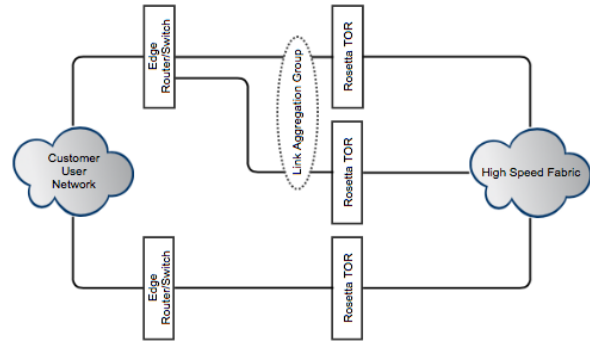 Edge
Router/Switch
Link Aggregation Group
Rosetta TOR
Customer
User
Network
Rosetta TOR
High Speed Fabric
Edge
Router/Switch
Rosetta TOR